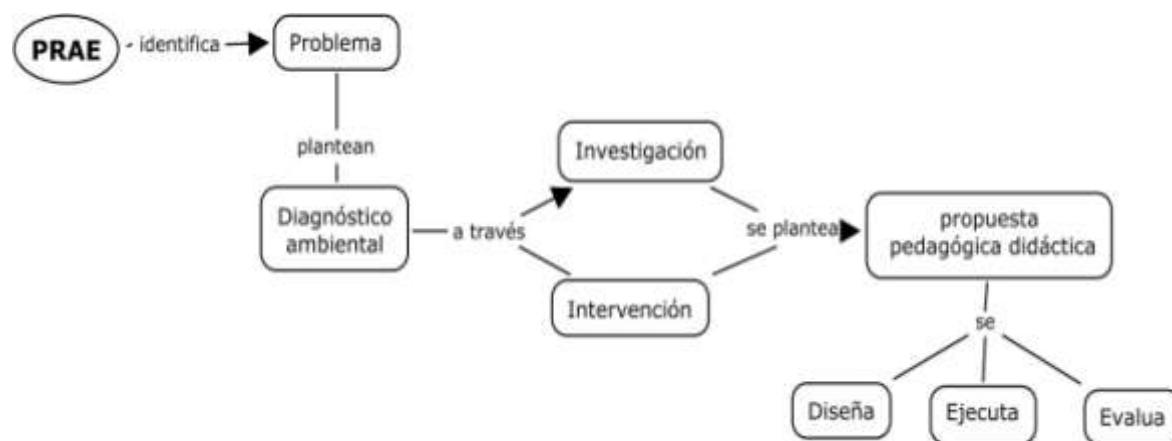 PRAE
- identifica
Problema
plantean
Diagnóstico
ambiental
a través
Investigación
Intervención
se plantea
propuesta
pedagógica didáctica
se
Diseña
Ejecuta
Evalua